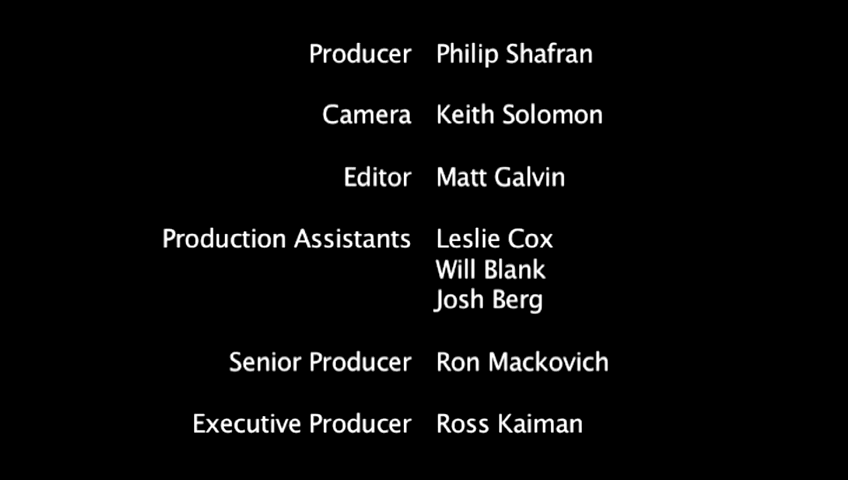 Producer Philip Shafran
Camera Keith Solomon
Editor Matt Galvin
Production Assistants Leslie Cox
Will Blank
Josh Berg
Senior Producer Ron Mackovich
Executive Producer Ross Kaiman